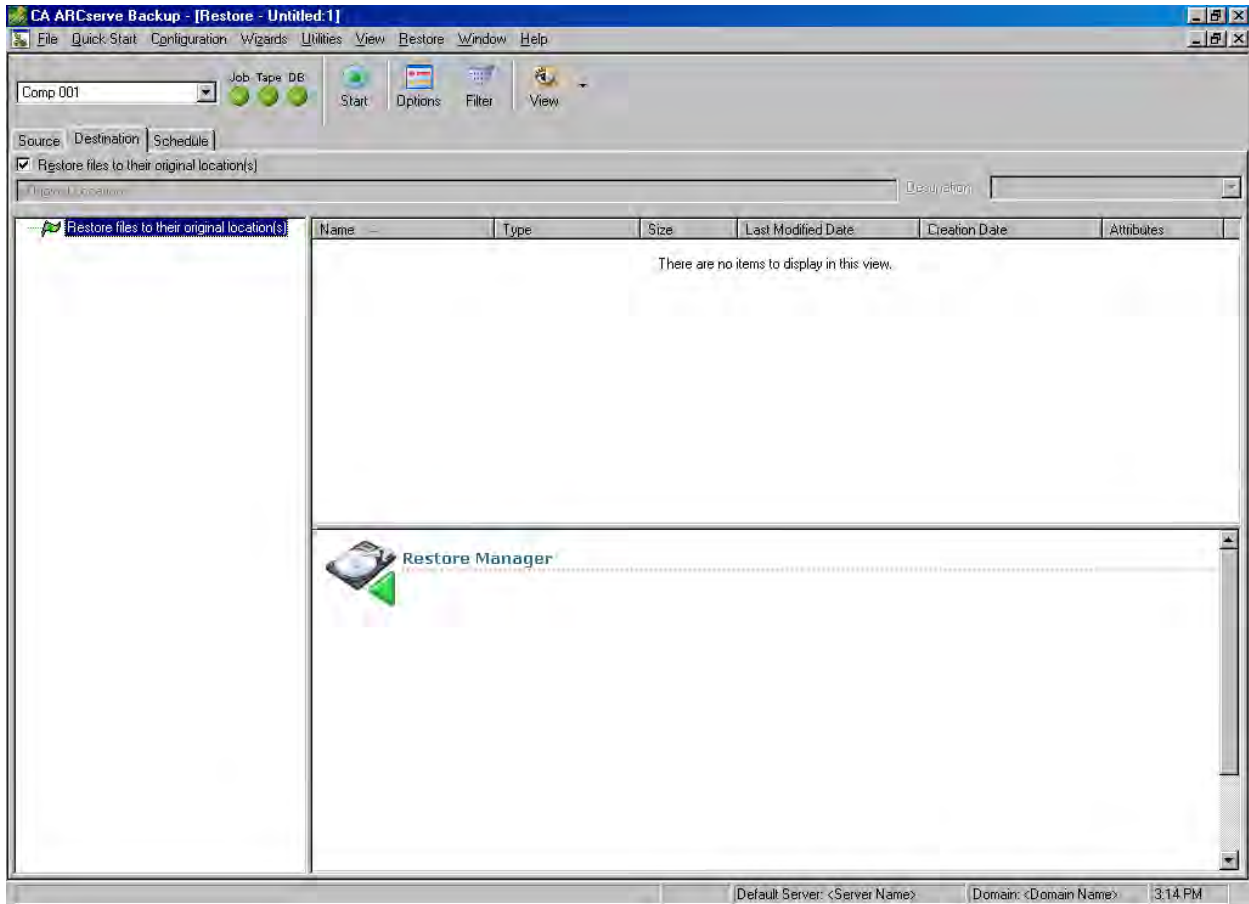 CA ARCserve Backup - [Restore - Untitled:1]
File Quick Start Configuration Wizards Utilities View Restore Window Help
Job Tape DB
Comp 001
Start Options Filter View
Source Destination Schedule
Restore files to their original location(s)
Original Location Destination:
Restore files to their original location(s)
Name Type Size Last Modified Date Creation Date Attributes
There are no items to display in this view.
Restore Manager
Default Server: <Server Name> Domain: <Domain Name> 3:14 PM